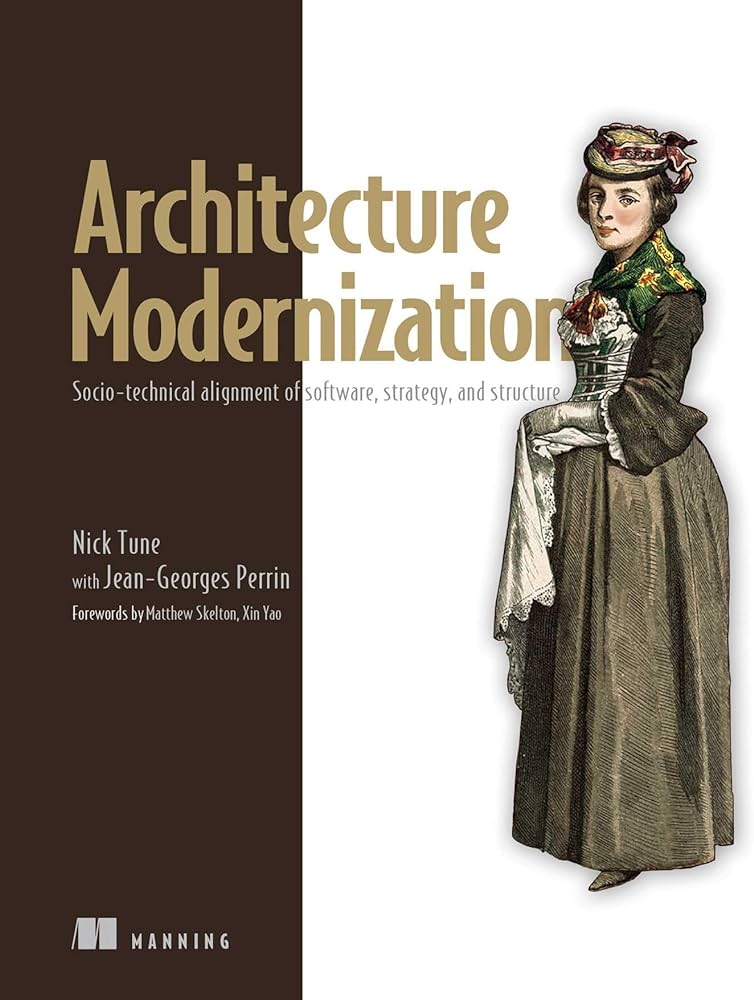 Architecture
Modernization
Socio-technical alignment of software, strategy, and structure
Nick Tune
with Jean-Georges Perrin
Forewords by Matthew Skelton, Xin Yao
MANNING